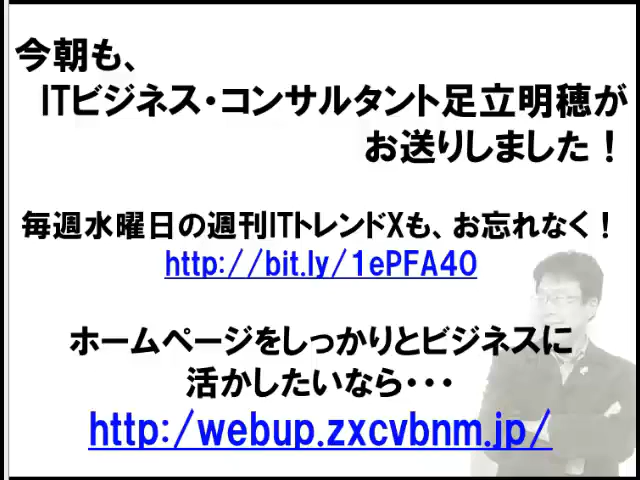 今朝も、
ITビジネス・コンサルタント足立明穂が
お送りしました！
毎週水曜日の週刊ITトレンドXも、お忘れなく！
http://bit.ly/1ePFA4O
ホームページをしっかりとビジネスに
活かしたいなら・・・
http:/webup.zxcvbnm.jp/